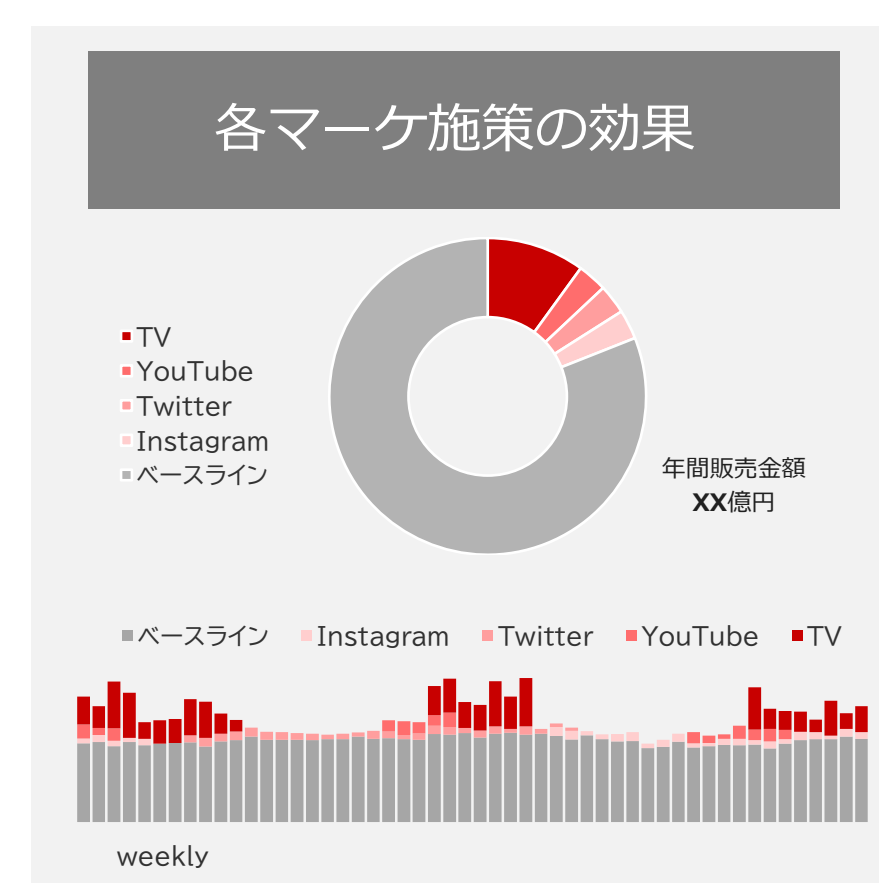 各マーケ施策の効果
TV
YouTube
Twitter
Instagram
ベースライン
年間販売金額
XX億円
ベースライン Instagram Twitter YouTube TV
weekly